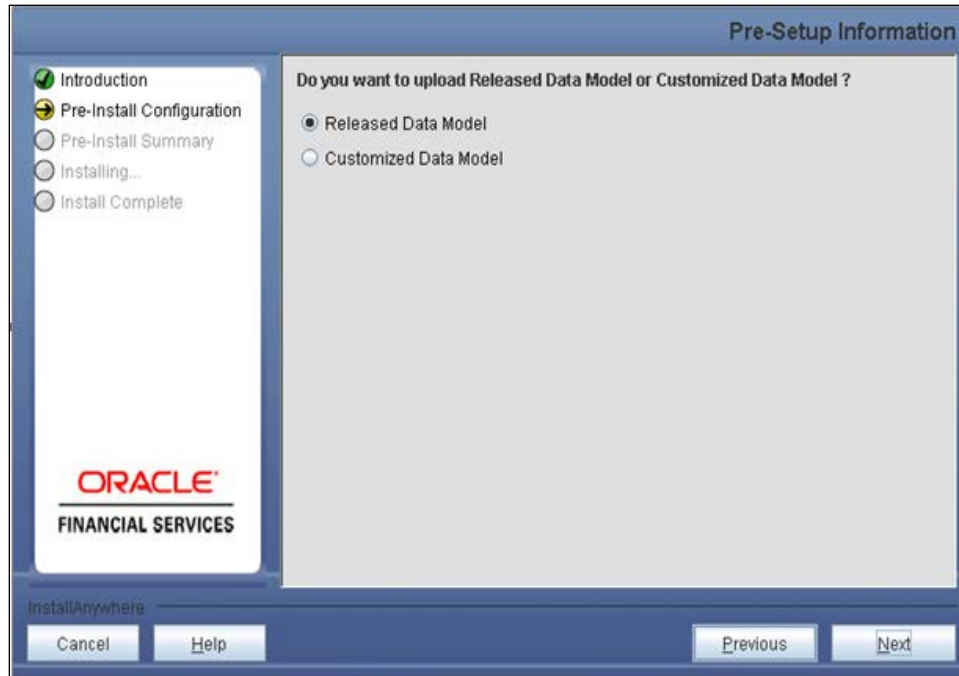 Pre-Setup Information
Introduction
Pre-Install Configuration
Pre-Install Summary
Installing...
Install Complete
Do you want to upload Released Data Model or Customized Data Model ?
Released Data Model
Customized Data Model
ORACLE
FINANCIAL SERVICES
InstallAnywhere
Cancel
Help
Previous
Next